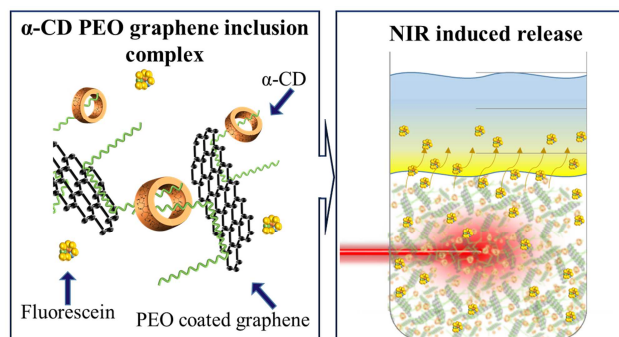 α-CD PEO graphene inclusion
complex
α-CD
Fluorescein
PEO coated graphene
NIR induced release